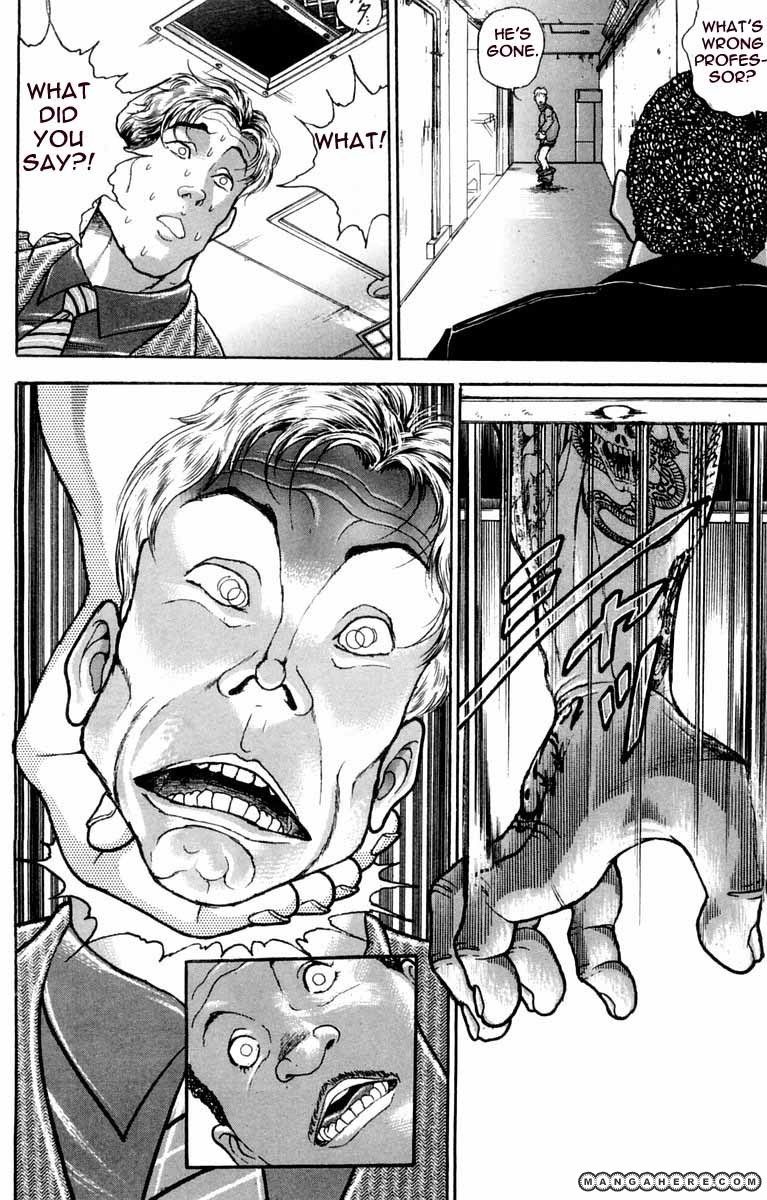 WHAT'S
WRONG
PROFES-
SOR?
HE'S
GONE.
WHAT!
WHAT
DID
YOU
SAY?!
MANGAHERE.COM